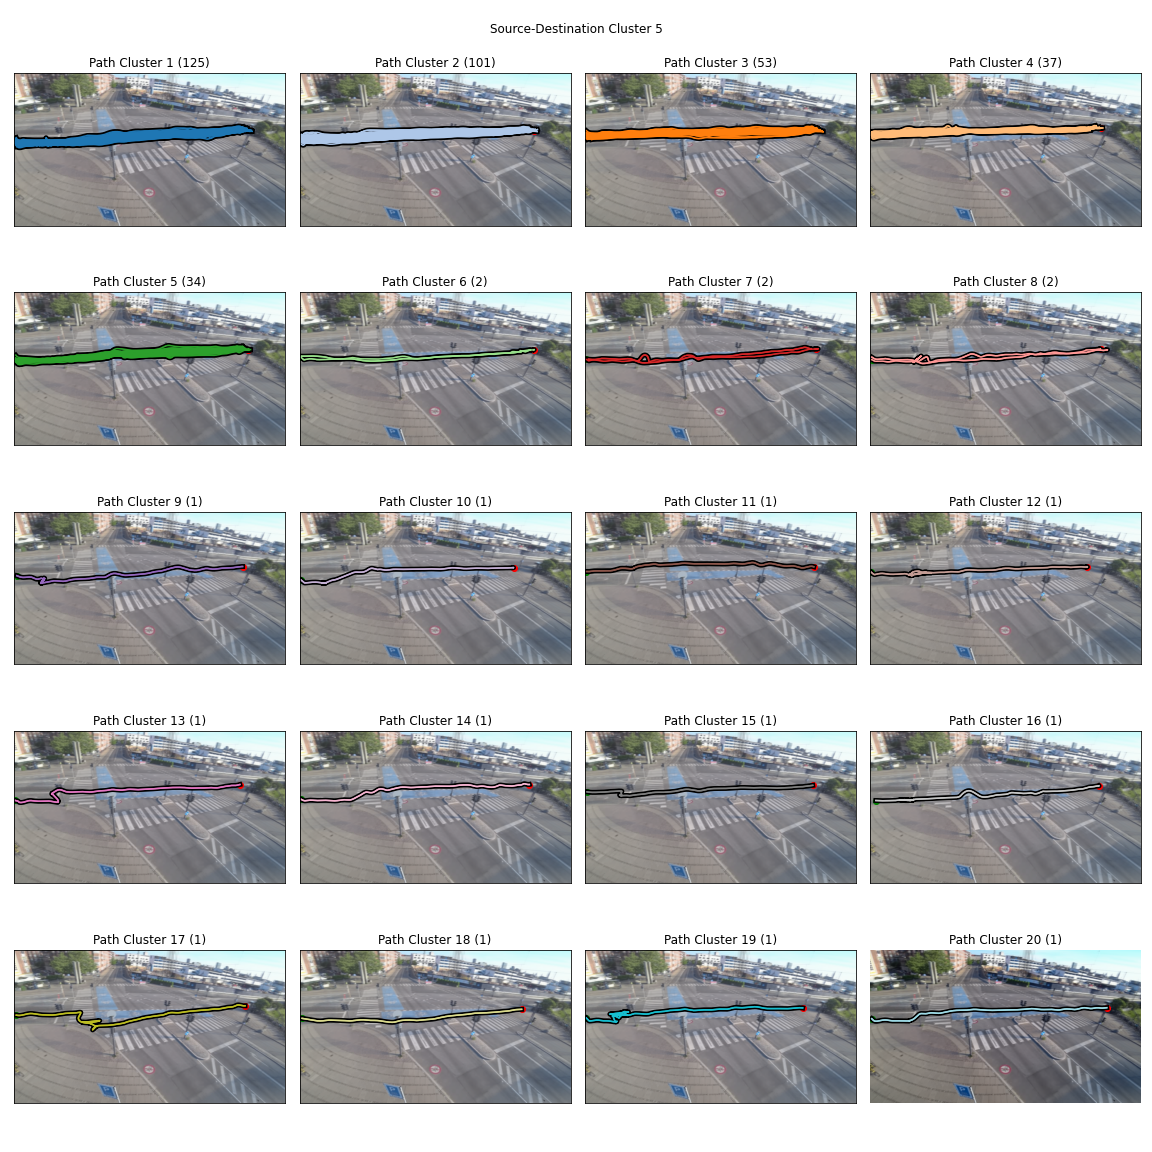 Source-Destination Cluster 5
Path Cluster 1 (125)
Path Cluster 2 (101)
Path Cluster 3 (53)
Path Cluster 4 (37)
Path Cluster 5 (34)
Path Cluster 6 (2)
Path Cluster 7 (2)
Path Cluster 8 (2)
Path Cluster 9 (1)
Path Cluster 10 (1)
Path Cluster 11 (1)
Path Cluster 12 (1)
Path Cluster 13 (1)
Path Cluster 14 (1)
Path Cluster 15 (1)
Path Cluster 16 (1)
Path Cluster 17 (1)
Path Cluster 18 (1)
Path Cluster 19 (1)
Path Cluster 20 (1)